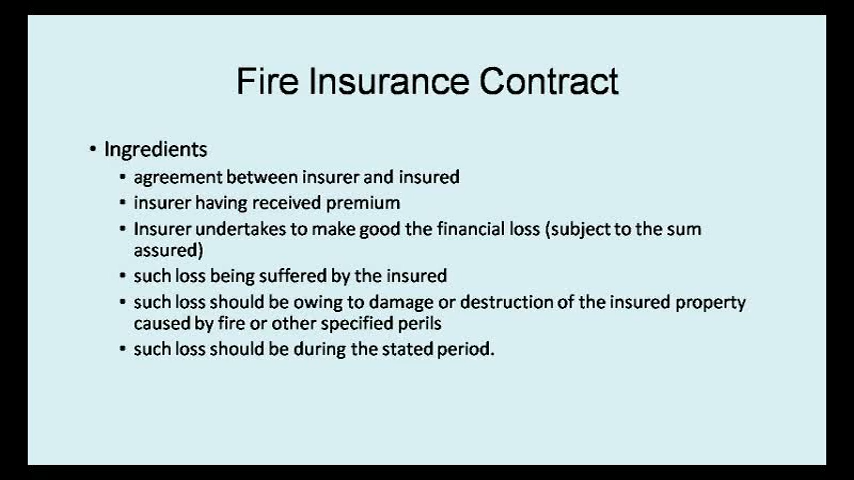 Fire Insurance Contract
• Ingredients
• agreement between insurer and insured
• insurer having received premium
• Insurer undertakes to make good the financial loss (subject to the sum
assured)
• such loss being suffered by the insured
• such loss should be owing to damage or destruction of the insured property
caused by fire or other specified perils
• such loss should be during the stated period.